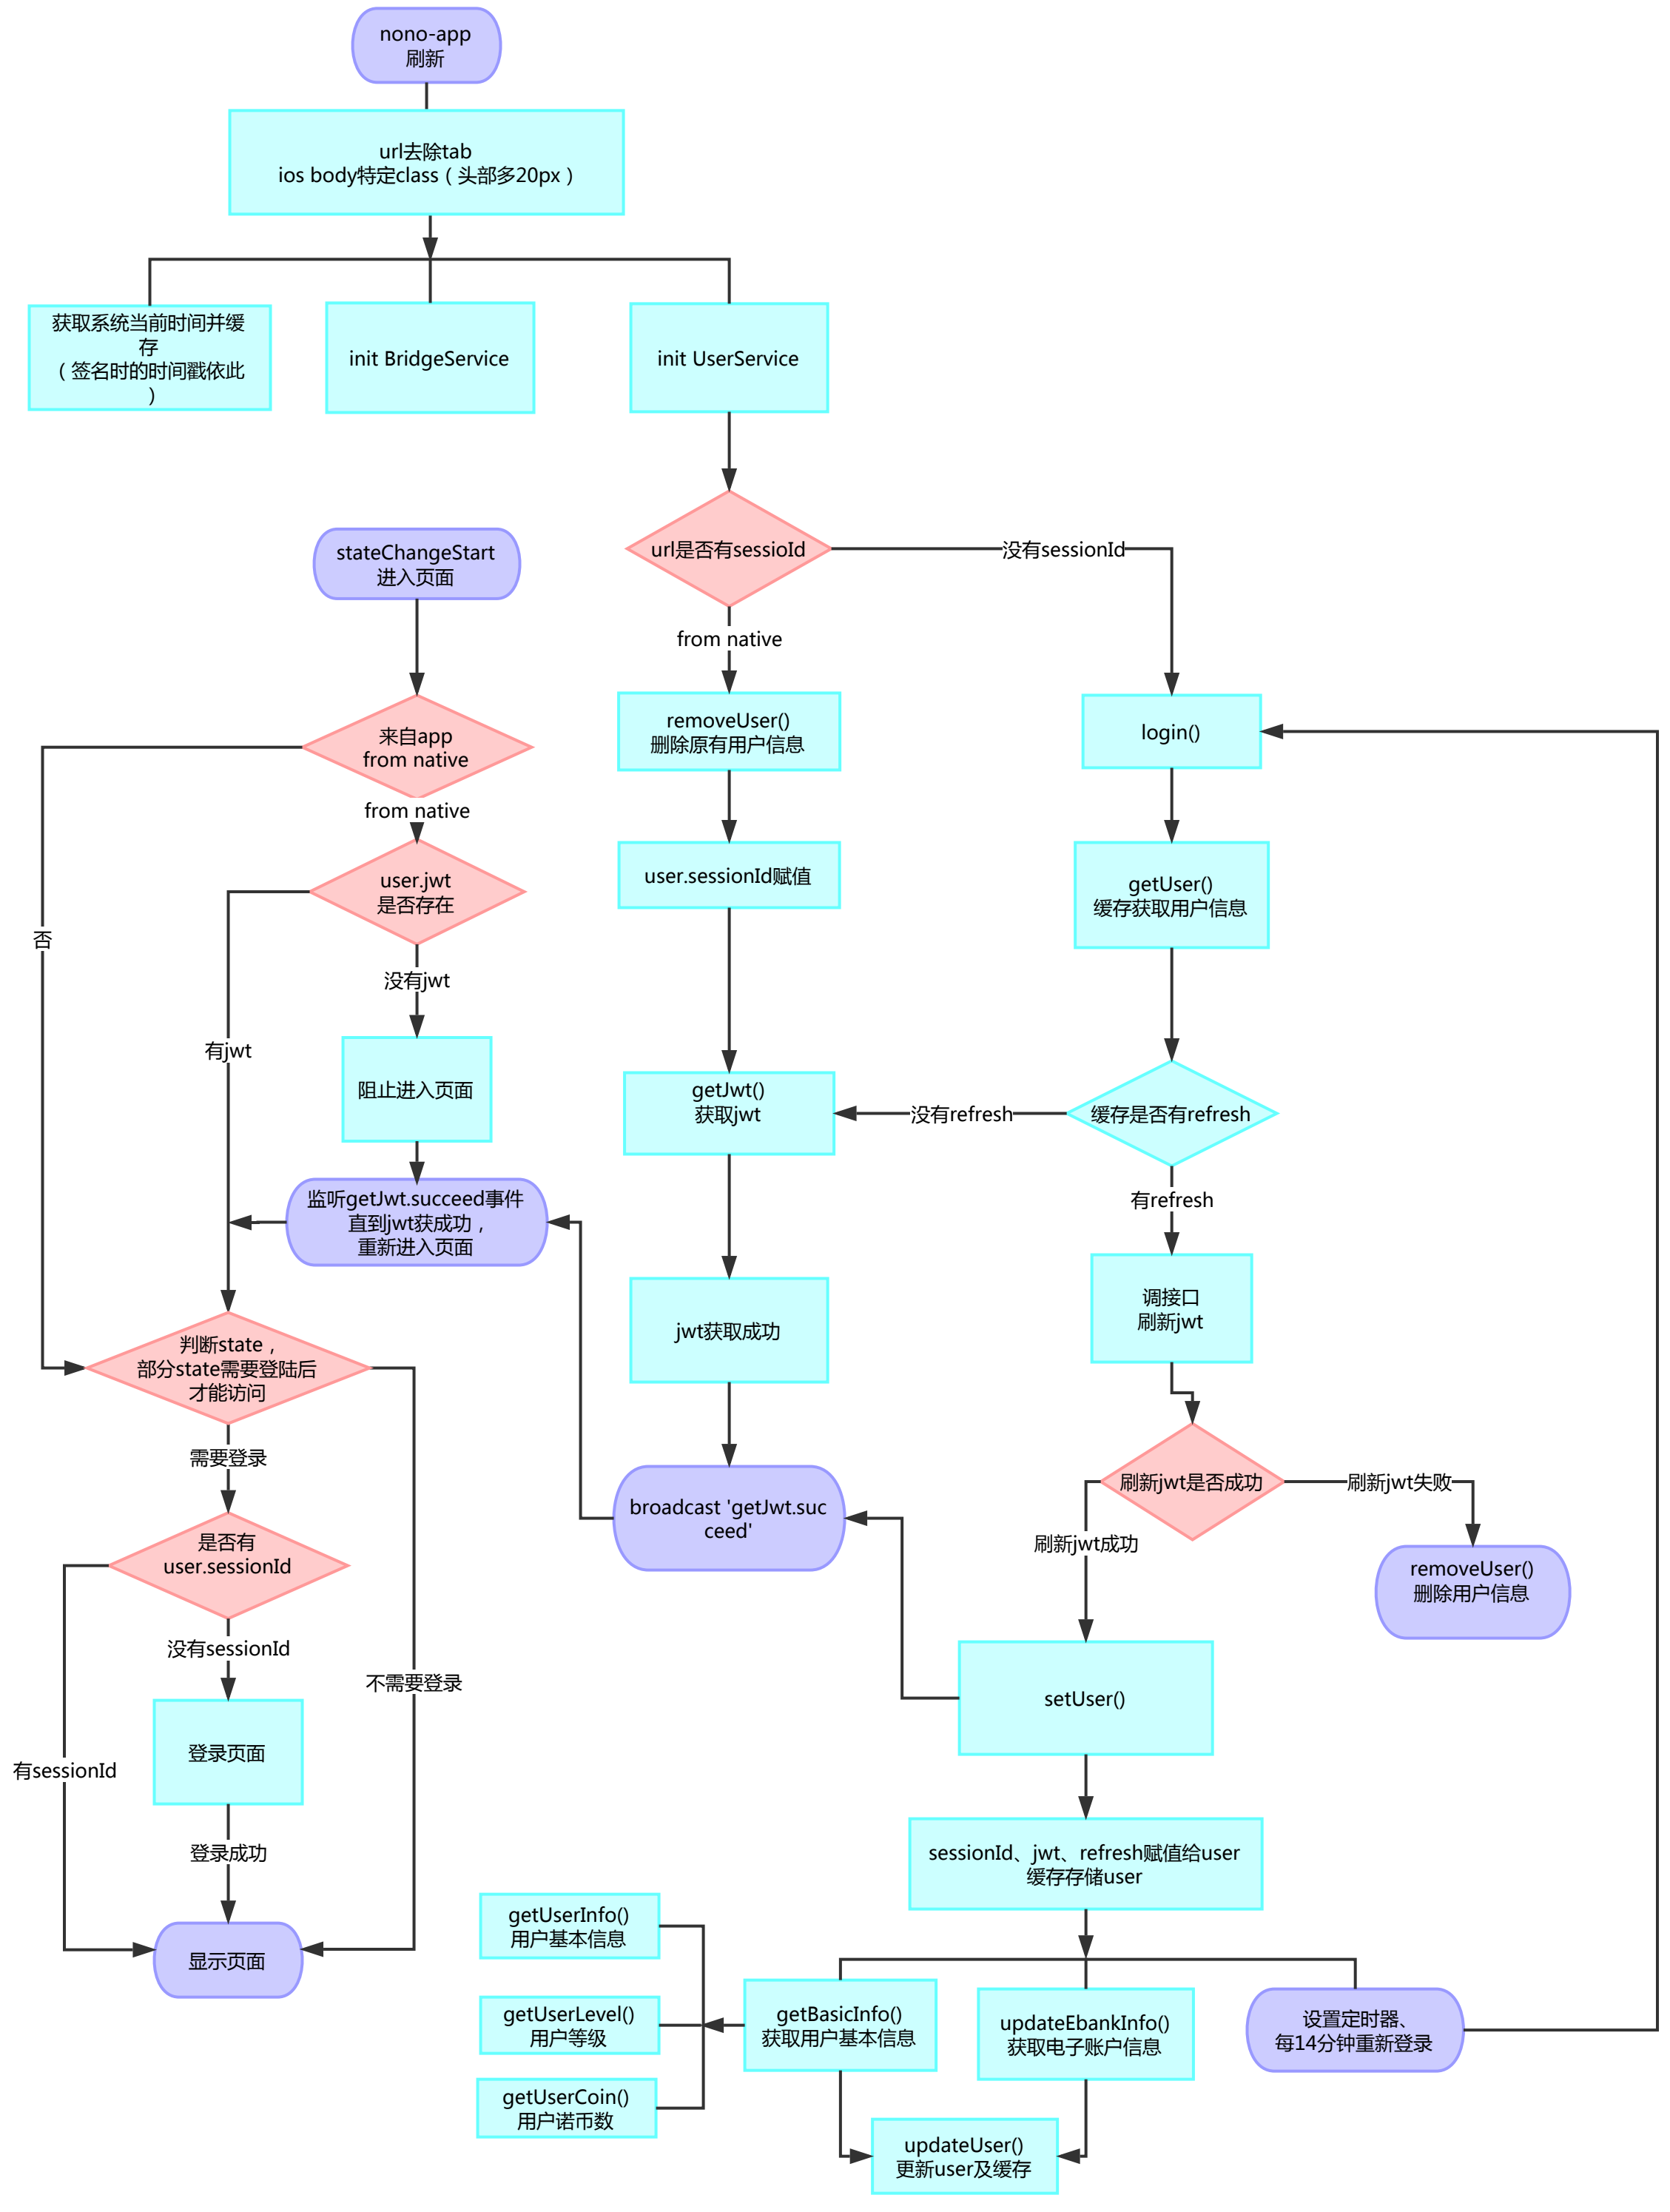 nono-app
刷新
url去除tab
ios body特定class（头部多20px）
获取系统当前时间并缓
存
（签名时的时间戳依此
）
init BridgeService
init UserService
url是否有sessioId
没有sessionId
from native
stateChangeStart
进入页面
来自app
from native
from native
user.jwt
是否存在
否
没有jwt
有jwt
阻止进入页面
监听getJwt.succeed事件
直到jwt获成功，
重新进入页面
判断state，
部分state需要登陆后
才能访问
需要登录
是否有
user.sessionId
没有sessionId
不需要登录
登录页面
有sessionId
登录成功
显示页面
removeUser()
删除原有用户信息
user.sessionId赋值
getJwt()
获取jwt
jwt获取成功
broadcast 'getJwt.suc
ceed'
login()
getUser()
缓存获取用户信息
没有refresh
缓存是否有refresh
有refresh
调接口
刷新jwt
刷新jwt是否成功
刷新jwt失败
刷新jwt成功
removeUser()
删除用户信息
setUser()
sessionId、jwt、refresh赋值给user
缓存存储user
getUserInfo()
用户基本信息
getUserLevel()
用户等级
getUserCoin()
用户诺币数
getBasicInfo()
获取用户基本信息
updateEbankInfo()
获取电子账户信息
设置定时器、
每14分钟重新登录
updateUser()
更新user及缓存